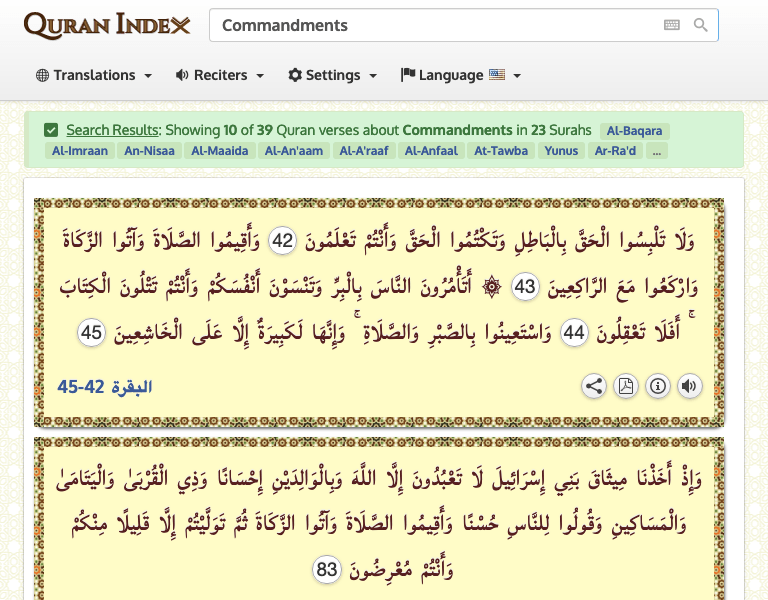 QURAN INDEX
Commandments
Translations
Reciters
Settings
Language
Search Results: Showing 10 of 39 Quran verses about Commandments in 23 Surahs Al-Baqara
Al-Imraan An-Nisaa Al-Maaida Al-An'aam Al-A'raaf Al-Anfaal At-Tawba Yunus Ar-Ra'd ...
وَلَا تَلْبِسُوا الْحَقَّ بِالْبَاطِلِ وَتَكْتُمُوا الْحَقَّ وَأَنْتُمْ تَعْلَمُونَ 42 وَأَقِيمُوا الصَّلَاةَ وَآتُوا الزَّكَاةَ
وَارْكَعُوا مَعَ الرَّاكِعِينَ 43 ۞ أَتَأْمُرُونَ النَّاسَ بِالْبِرِّ وَتَنْسَوْنَ أَنْفُسَكُمْ وَأَنْتُمْ تَتْلُونَ الْكِتَابَ
ۚ أَفَلَا تَعْقِلُونَ 44 وَاسْتَعِينُوا بِالصَّبْرِ وَالصَّلَاةِ ۚ وَإِنَّهَا لَكَبِيرَةٌ إِلَّا عَلَى الْخَاشِعِينَ 45
البقرة 42-45
وَإِذْ أَخَذْنَا مِيثَاقَ بَنِي إِسْرَائِيلَ لَا تَعْبُدُونَ إِلَّا اللَّهَ وَبِالْوَالِدَيْنِ إِحْسَانًا وَذِي الْقُرْبَىٰ وَالْيَتَامَىٰ
وَالْمَسَاكِينِ وَقُولُوا لِلنَّاسِ حُسْنًا وَأَقِيمُوا الصَّلَاةَ وَآتُوا الزَّكَاةَ ثُمَّ تَوَلَّيْتُمْ إِلَّا قَلِيلًا مِنْكُمْ
وَأَنْتُمْ مُعْرِضُونَ 83